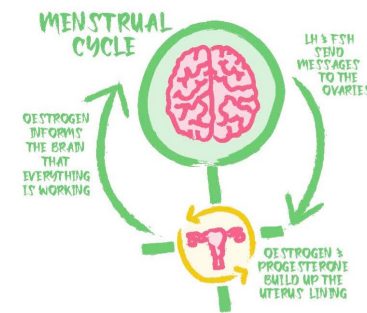 MENSTRUAL
CYCLE
LH & FSH
SEND
MESSAGES
TO THE
OVARIES
OESTROGEN
INFORMS
THE BRAIN
THAT
EVERYTHING
IS WORKING
OESTROGEN &
PROGESTERONE
BUILD UP THE
UTERUS LINING